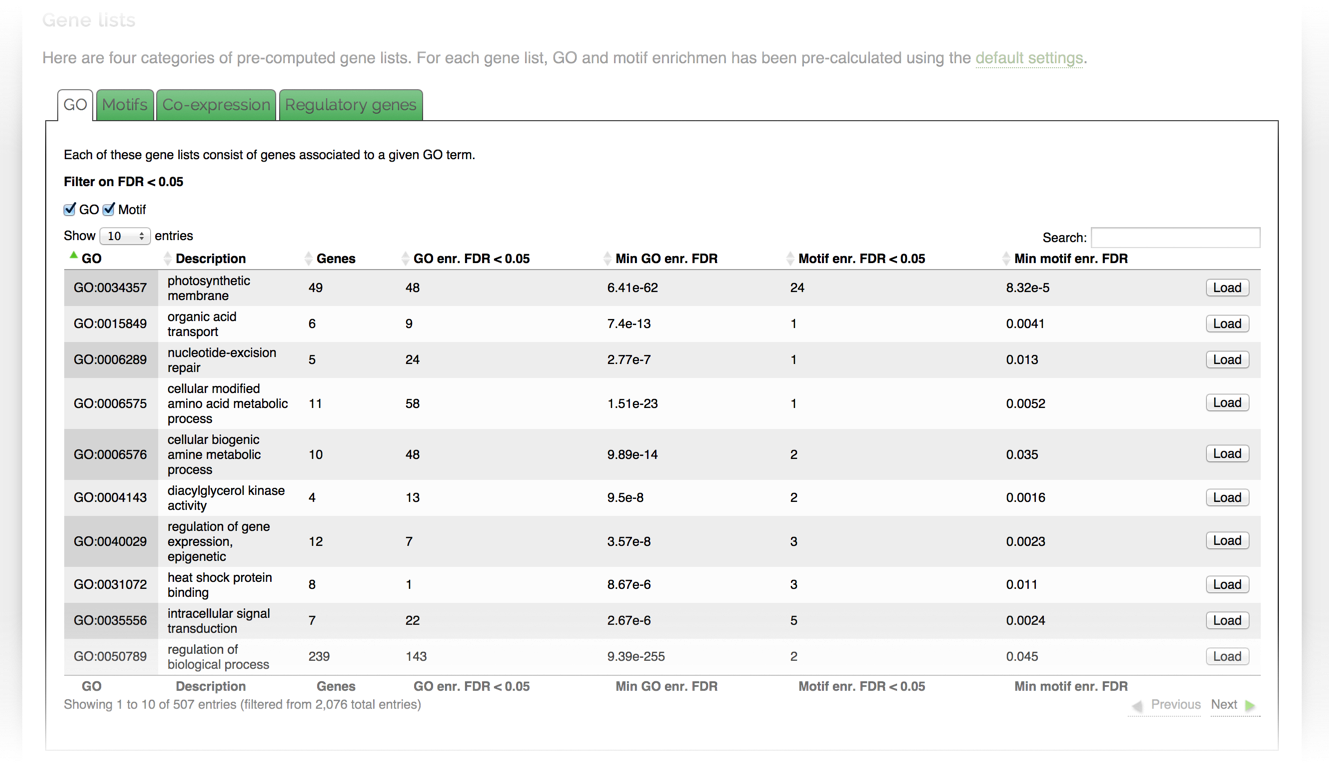 Gene lists
Here are four categories of pre-computed gene lists. For each gene list, GO and motif enrichmen has been pre-calculated using the default settings.
GO Motifs Co-expression Regulatory genes
Each of these gene lists consist of genes associated to a given GO term.
Filter on FDR < 0.05
GO Motif
Show 10 entries Search:
GO Description Genes GO enr. FDR < 0.05 Min GO enr. FDR Motif enr. FDR < 0.05 Min motif enr. FDR
GO:0034357 photosynthetic membrane 49 48 6.41e-62 24 8.32e-5 Load
GO:0015849 organic acid transport 6 9 7.4e-13 1 0.0041 Load
GO:0006289 nucleotide-excision repair 5 24 2.77e-7 1 0.013 Load
GO:0006575 cellular modified amino acid metabolic process 11 58 1.51e-23 1 0.0052 Load
GO:0006576 cellular biogenic amine metabolic process 10 48 9.89e-14 2 0.035 Load
GO:0004143 diacylglycerol kinase activity 4 13 9.5e-8 2 0.0016 Load
GO:0040029 regulation of gene expression, epigenetic 12 7 3.57e-8 3 0.0023 Load
GO:0031072 heat shock protein binding 8 1 8.67e-6 3 0.011 Load
GO:0035556 intracellular signal transduction 7 22 2.67e-6 5 0.0024 Load
GO:0050789 regulation of biological process 239 143 9.39e-255 2 0.045 Load
GO Description Genes GO enr. FDR < 0.05 Min GO enr. FDR Motif enr. FDR < 0.05 Min motif enr. FDR
Showing 1 to 10 of 507 entries (filtered from 2,076 total entries) Previous Next